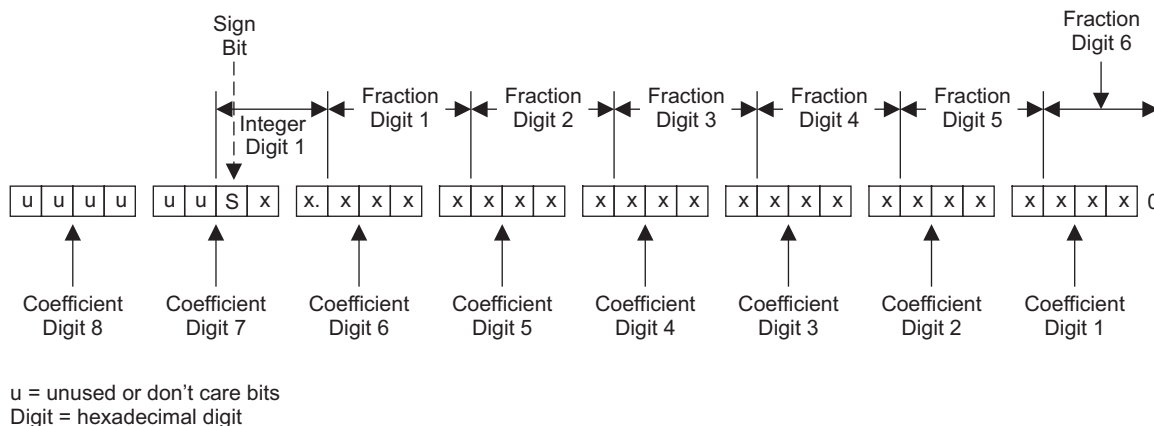 Sign
Bit
Fraction
Digit 6
Integer
Digit 1
Fraction
Digit 1
Fraction
Digit 2
Fraction
Digit 3
Fraction
Digit 4
Fraction
Digit 5
u u u u u u S x x. x x x x x x x x x x x x x x x x x x x x x x x 0
Coefficient
Digit 8
Coefficient
Digit 7
Coefficient
Digit 6
Coefficient
Digit 5
Coefficient
Digit 4
Coefficient
Digit 3
Coefficient
Digit 2
Coefficient
Digit 1
u = unused or don't care bits
Digit = hexadecimal digit